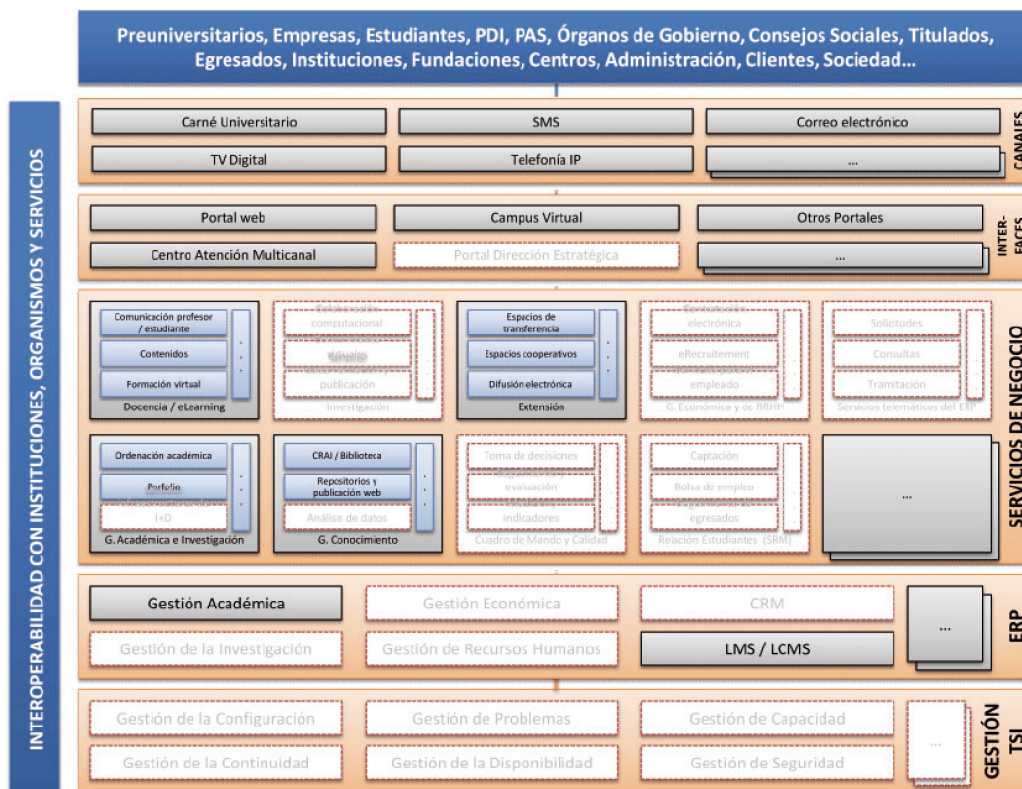 Preuniversitarios, Empresas, Estudiantes, PDI, PAS, Órganos de Gobierno, Consejos Sociales, Titulados,
Egresados, Instituciones, Fundaciones, Centros, Administración, Clientes, Sociedad...
INTEROPERABILIDAD CON INSTITUCIONES, ORGANISMOS Y SERVICIOS
Carné Universitario
SMS
Correo electrónico
TV Digital
Telefonía IP
...
CANALES
Portal web
Campus Virtual
Otros Portales
Centro Atención Multicanal
Portal Dirección Estratégica
...
INTER-
FACES
Comunicación profesor
/ estudiante
Contenidos
Formación virtual
Docencia / eLearning
computacional
virtuales
publicación
Investigación
Espacios de
transferencia
Espacios cooperativos
Difusión electrónica
Extensión
Contratación
electrónica
eRecruitement
empleado
G. Económica y de RRHH
Solicitudes
Consultas
Tramitación
Servicios telemáticos del ERP
Ordenación académica
Porfolio
I+D
G. Académica e Investigación
CRAI / Biblioteca
Repositorios y
publicación web
Análisis de datos
G. Conocimiento
Toma de decisiones
evaluación
indicadores
Cuadro de Mando y Calidad
Captación
Bolsa de empleo
egresados
Relación Estudiantes (SRM)
...
SERVICIOS DE NEGOCIO
Gestión Académica
Gestión Económica
CRM
Gestión de la Investigación
Gestión de Recursos Humanos
LMS / LCMS
...
ERP
Gestión de la Configuración
Gestión de Problemas
Gestión de Capacidad
Gestión de la Continuidad
Gestión de la Disponibilidad
Gestión de Seguridad
...
GESTIÓN
TSI